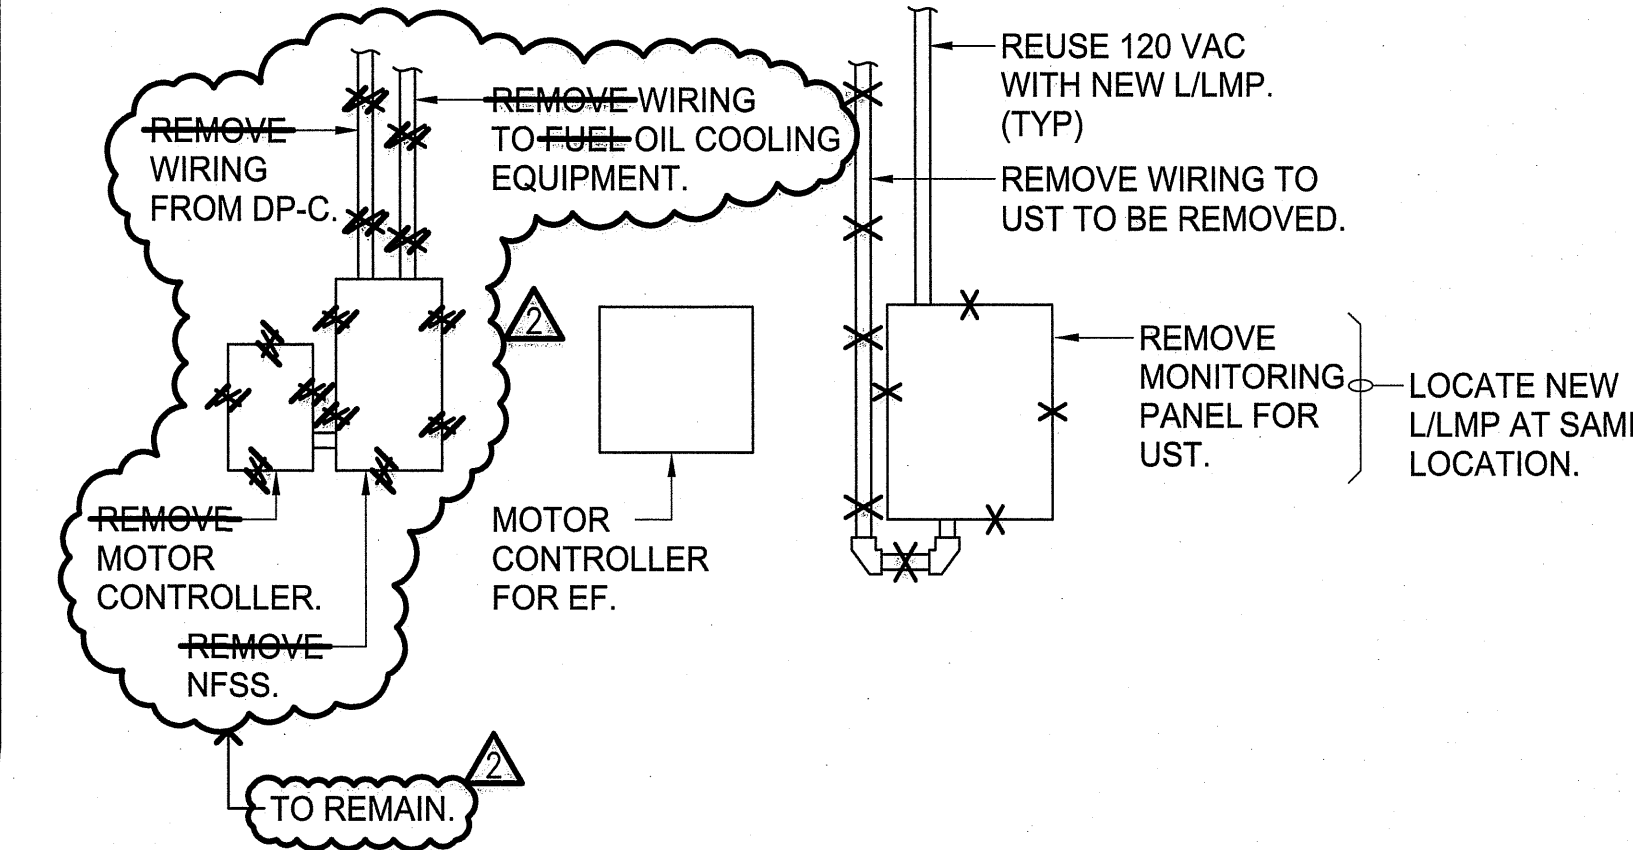 REMOVE
WIRING
FROM DP-C.
REMOVE WIRING
TO FUEL OIL COOLING
EQUIPMENT.
REUSE 120 VAC
WITH NEW L/LMP.
(TYP)
REMOVE WIRING TO
UST TO BE REMOVED.
2
REMOVE
MONITORING
PANEL FOR
UST.
LOCATE NEW
L/LMP AT SAM
LOCATION.
REMOVE
MOTOR
CONTROLLER.
REMOVE
NFSS.
MOTOR
CONTROLLER
FOR EF.
2
TO REMAIN.